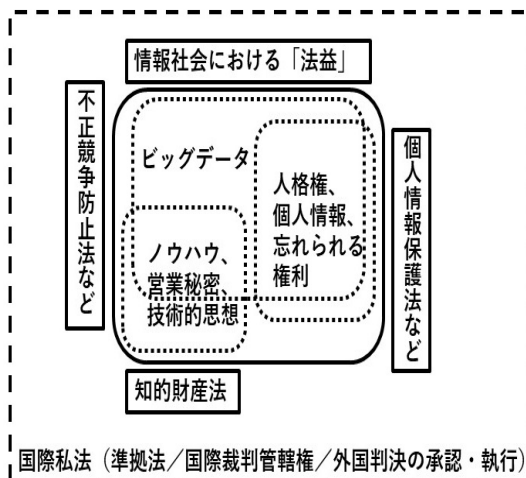 情報社会における「法益」
不正競争防止法など
ビッグデータ
人格権、
個人情報、
忘れられる
権利
ノウハウ、
営業秘密、
技術的思想
個人情報保護法など
知的財産法
国際私法(準拠法/国際裁判管轄権/外国判決の承認・執行)